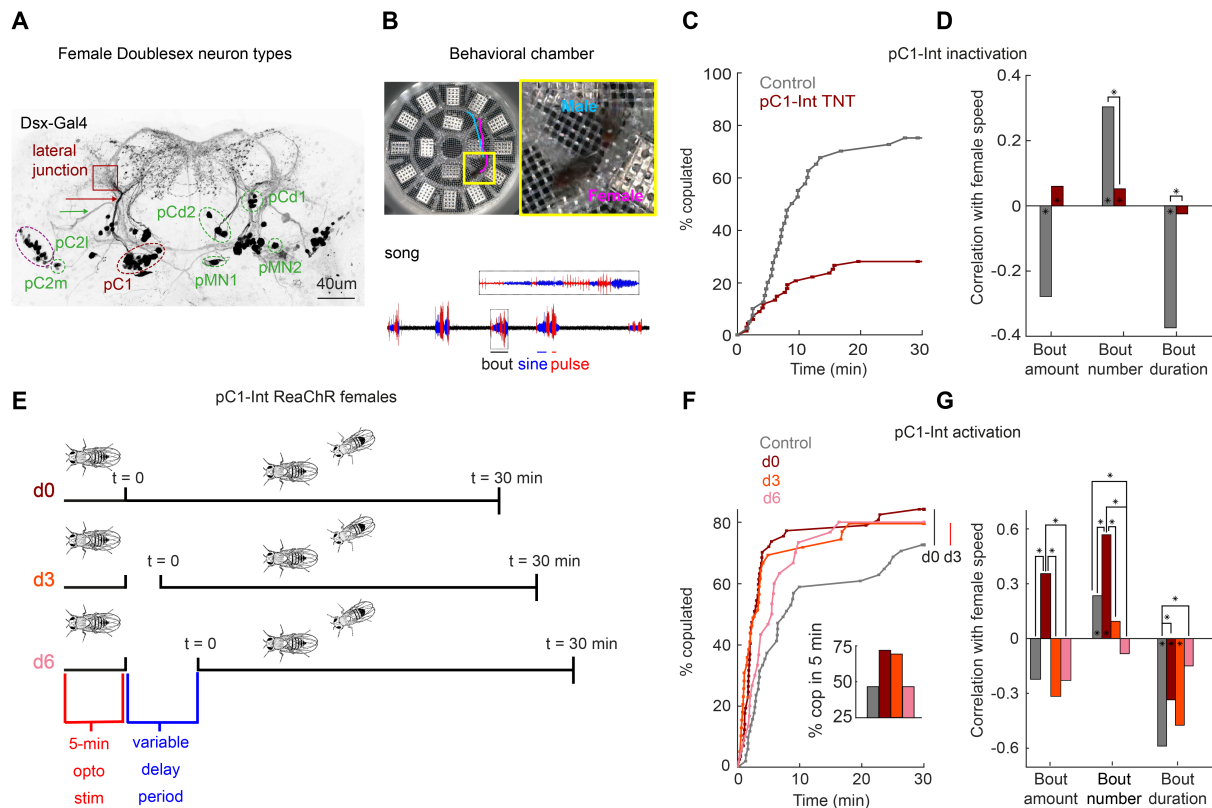 A
Female Doublesex neuron types
Dsx-Gal4
lateral
junction
pCd1
pCd2
pC2l
pC2m
pC1
pMN1
pMN2
40um
B
Behavioral chamber
Male
Female
song
bout sine pulse
C
pC1-Int inactivation
Control
pC1-Int TNT
% copulated
100
80
60
40
20
0
0 10 20 30
Time (min)
D
Correlation with female speed
0.4
0.2
0
-0.2
-0.4
*
*
*
* *
*
Bout Bout Bout
amount number duration
E
pC1-Int ReaChR females
d0
t = 0
t = 30 min
d3
t = 0
t = 30 min
d6
t = 0
t = 30 min
5-min variable
opto delay
stim period
F
pC1-Int activation
Control
d0
d3
d6
% copulated
80
60
40
20
0
0 10 20 30
Time (min)
d0 d3
% cop in 5 min
75
50
25
G
Correlation with female speed
0.6
0.3
0
-0.3
-0.6
*
* *
*
*
* *
* *
*
*
* * *
Bout Bout Bout
amount number duration